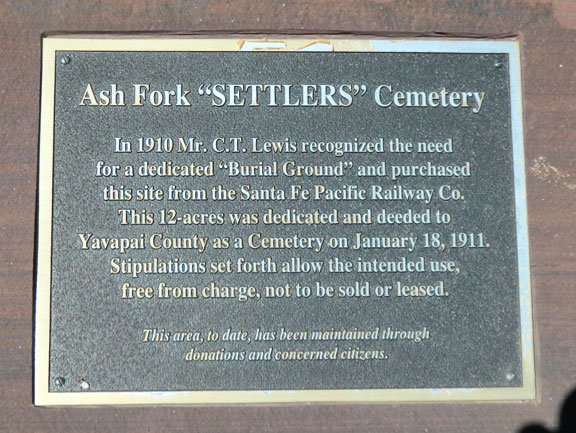 Ash Fork “SETTLERS” Cemetery
In 1910 Mr. C.T. Lewis recognized the need
for a dedicated “Burial Ground” and purchased
this site from the Santa Fe Pacific Railway Co.
This 12-acres was dedicated and deeded to
Yavapai County as a Cemetery on January 18, 1911.
Stipulations set forth allow the intended use,
free from charge, not to be sold or leased.
This area, to date, has been maintained through
donations and concerned citizens.